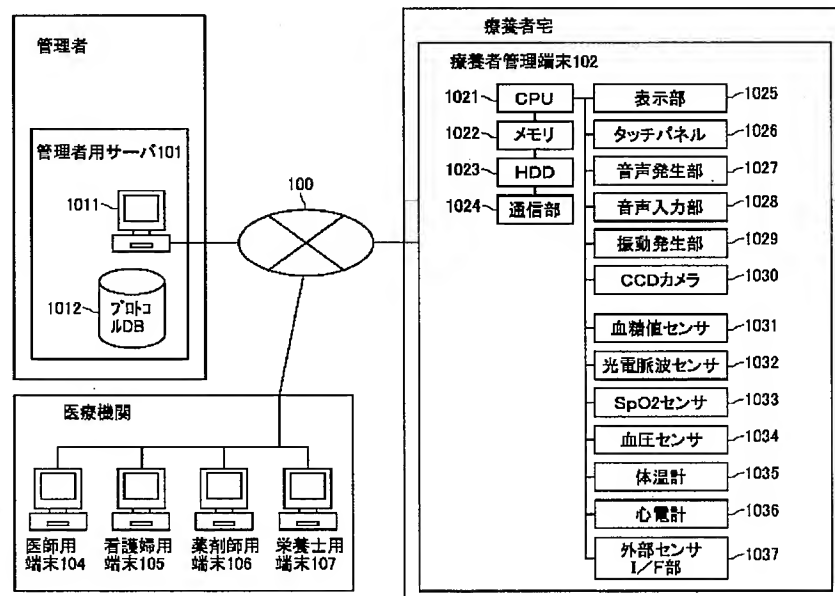 管理者
管理者用サーバ101
1011
1012
プロトコ
ルDB
100
医療機関
医師用
端末104
看護婦用
端末105
薬剤師用
端末106
栄養士用
端末107
療養者宅
療養者管理端末102
1021
CPU
1022
メモリ
1023
HDD
1024
通信部
表示部
1025
タッチパネル
1026
音声発生部
1027
音声入力部
1028
振動発生部
1029
CCDカメラ
1030
血糖値センサ
1031
光電脈波センサ
1032
SpO2センサ
1033
血圧センサ
1034
体温計
1035
心電計
1036
外部センサ
I/F部
1037